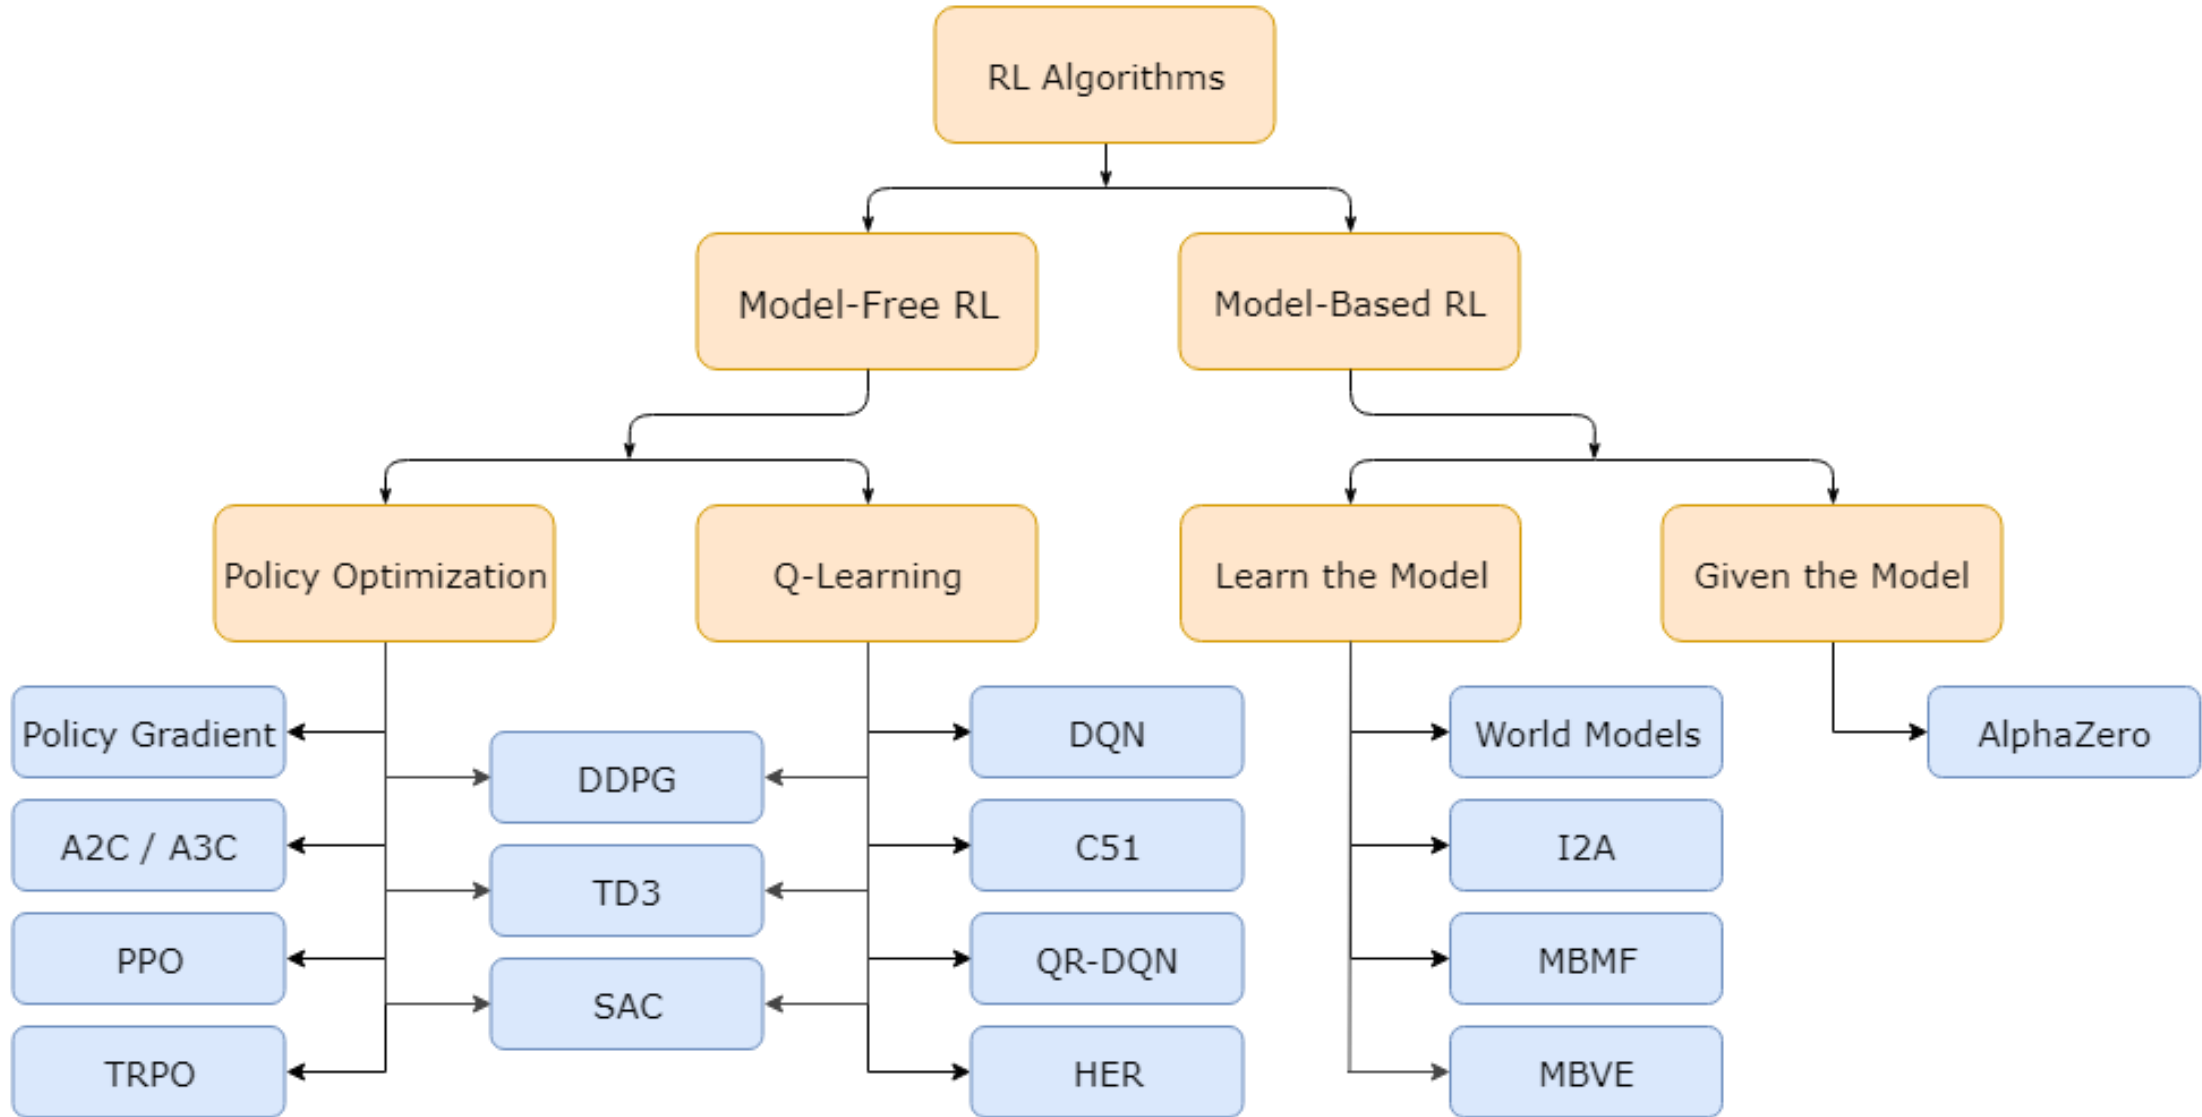 RL Algorithms
Model-Free RL
Model-Based RL
Policy Optimization
Q-Learning
Learn the Model
Given the Model
Policy Gradient
A2C / A3C
PPO
TRPO
DDPG
TD3
SAC
DQN
C51
QR-DQN
HER
World Models
I2A
MBMF
MBVE
AlphaZero